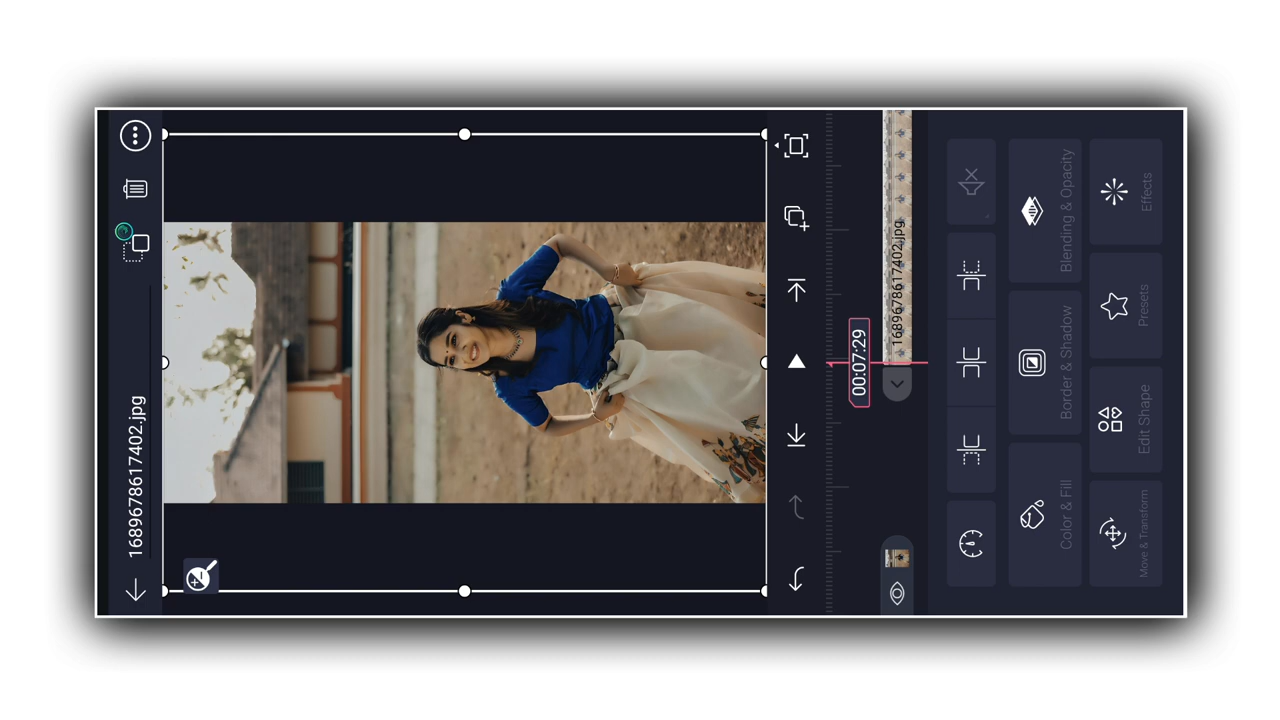 1689678617402.jpg
00:07:29
1689678617402.jpg
Color & Fill
Border & Shadow
Blending & Opacity
Move & Transform
Edit Shape
Presets
Effects